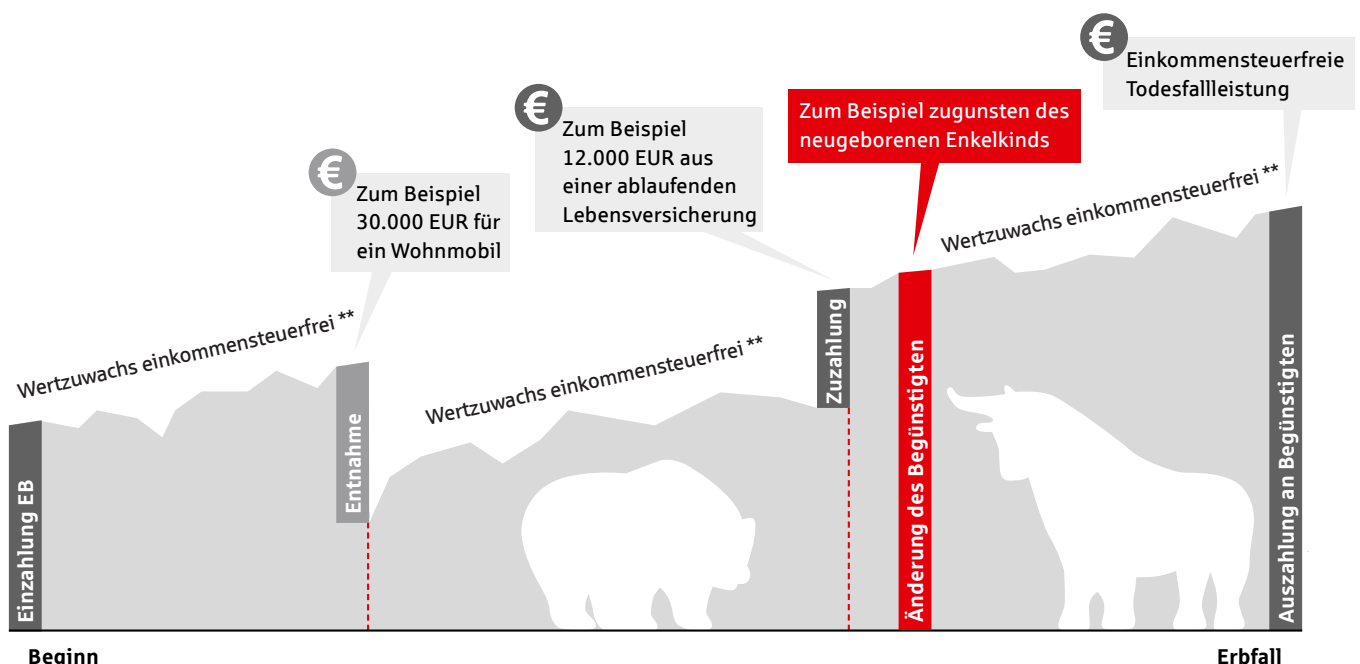 €
Einkommensteuerfreie
Todesfallleistung
€
Zum Beispiel
12.000 EUR aus
einer ablaufenden
Lebensversicherung
Zum Beispiel zugunsten des
neugeborenen Enkelkinds
€
Zum Beispiel
30.000 EUR für
ein Wohnmobil
Wertzuwachs einkommensteuerfrei **
Wertzuwachs einkommensteuerfrei **
Wertzuwachs einkommensteuerfrei **
Einzahlung EB
Entnahme
Zuzahlung
Änderung des Begünstigten
Auszahlung an Begünstigten
Beginn
Erbfall